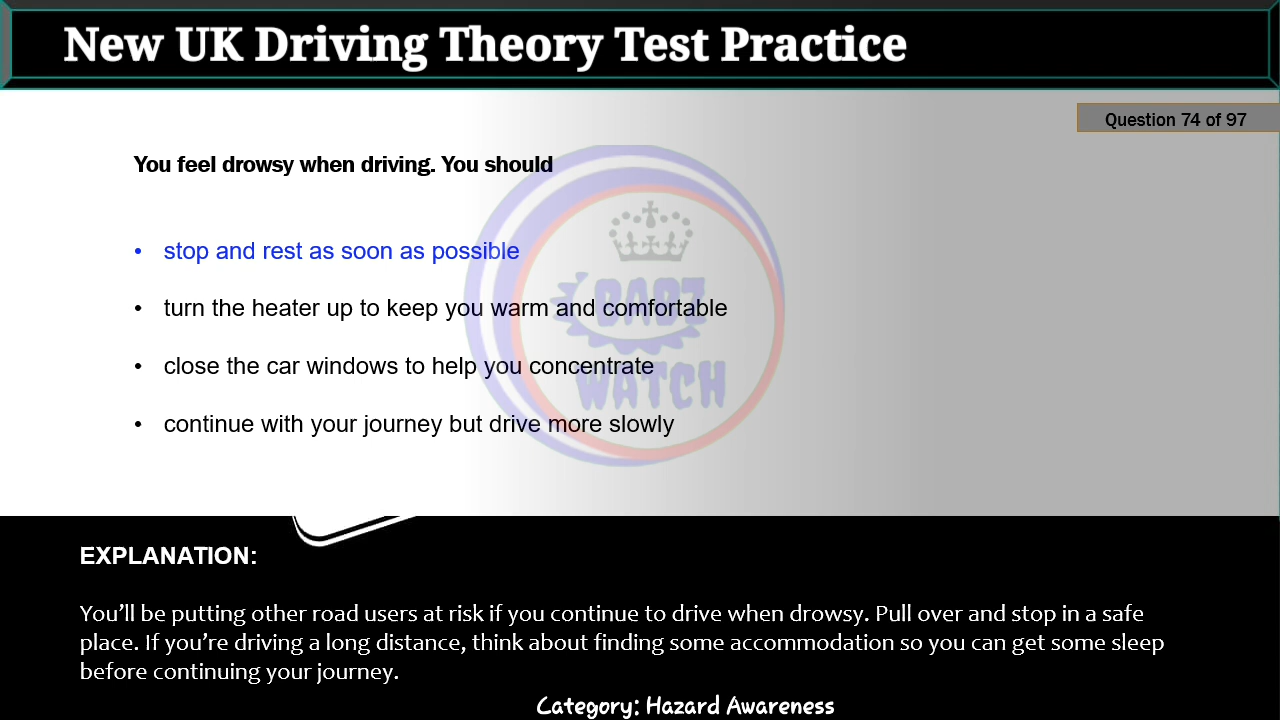 New UK Driving Theory Test Practice
Question 74 of 97
You feel drowsy when driving. You should
• stop and rest as soon as possible
• turn the heater up to keep you warm and comfortable
• close the car windows to help you concentrate
• continue with your journey but drive more slowly
DADZ
WATCH
EXPLANATION:
You’ll be putting other road users at risk if you continue to drive when drowsy. Pull over and stop in a safe
place. If you’re driving a long distance, think about finding some accommodation so you can get some sleep
before continuing your journey.
Category: Hazard Awareness